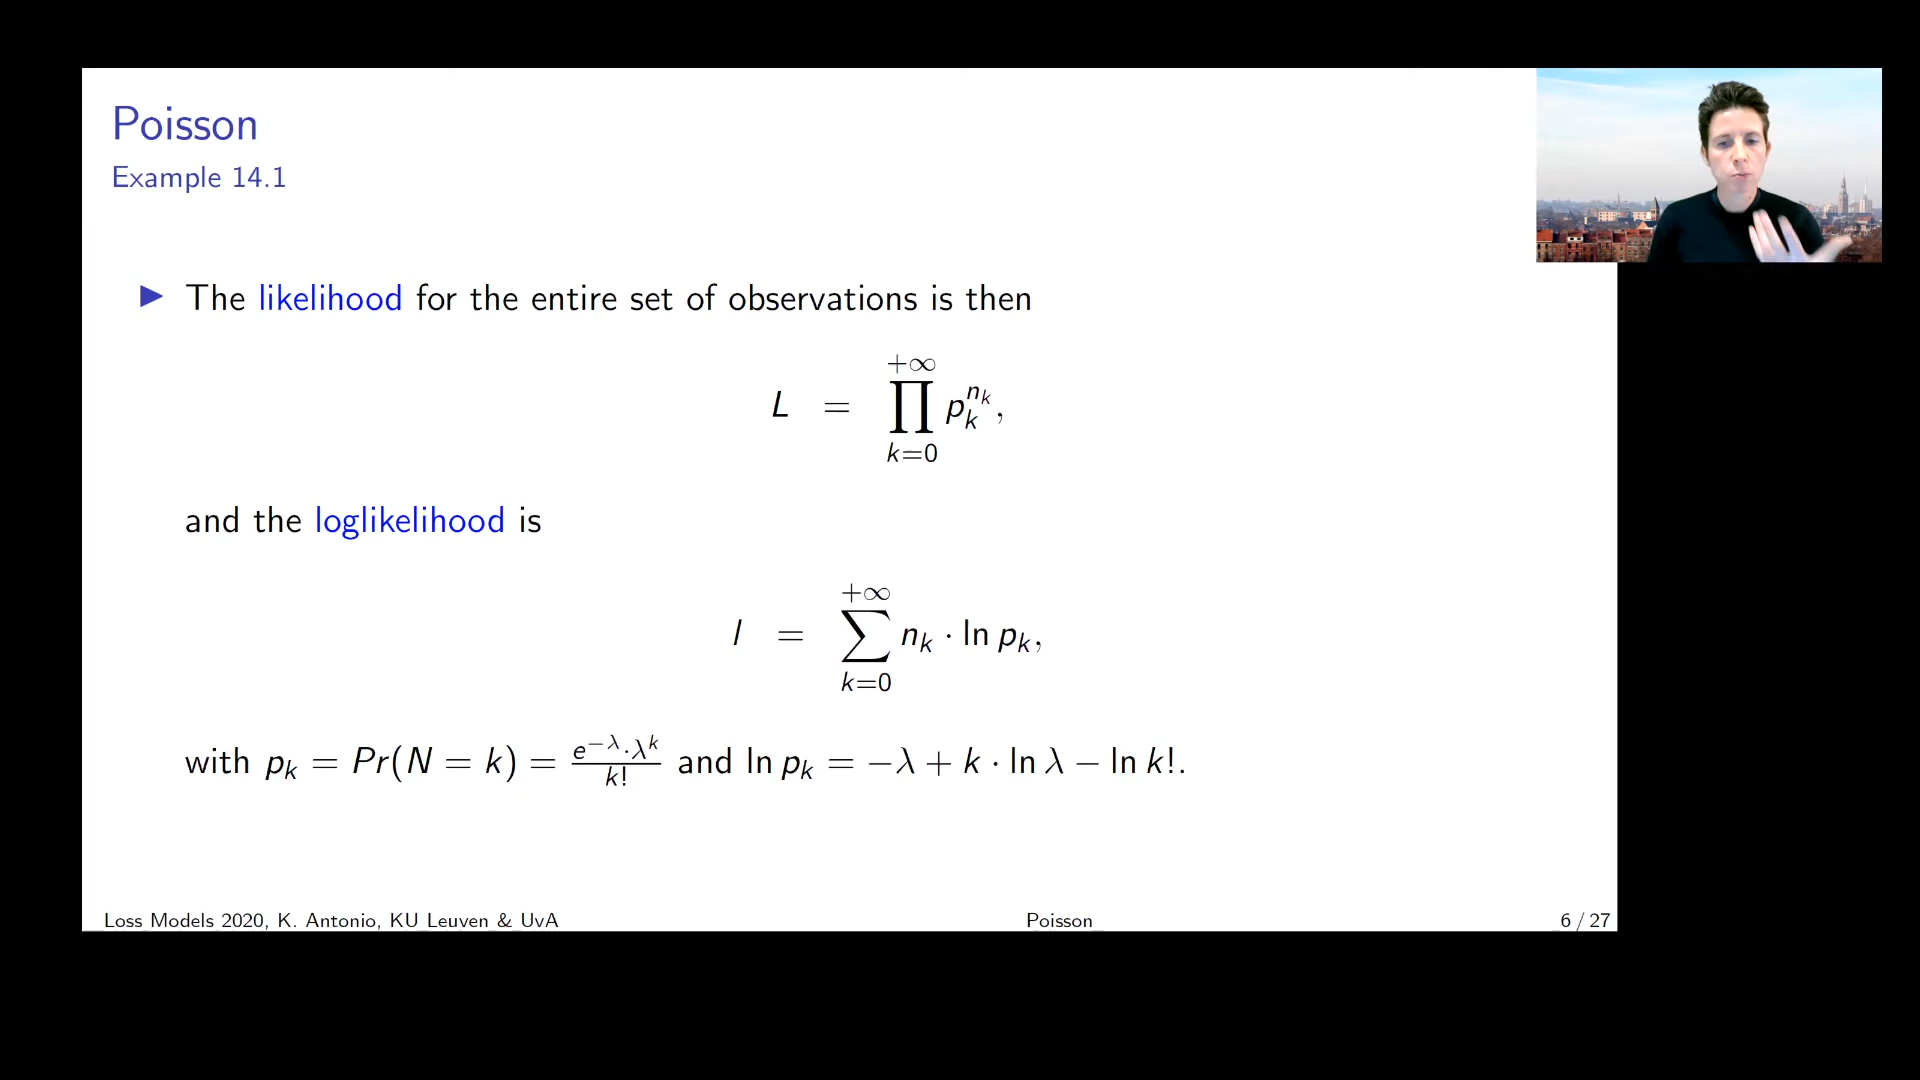 Poisson
Example 14.1
▶ The likelihood for the entire set of observations is then
L = ∏_{k=0}^{+∞} p_k^{n_k},
and the loglikelihood is
l = ∑_{k=0}^{+∞} n_k · ln p_k,
with p_k = Pr(N = k) = \frac{e^{−λ}·λ^k}{k!} and ln p_k = −λ + k · ln λ − ln k!.
Loss Models 2020, K. Antonio, KU Leuven & UvA Poisson 6 / 27